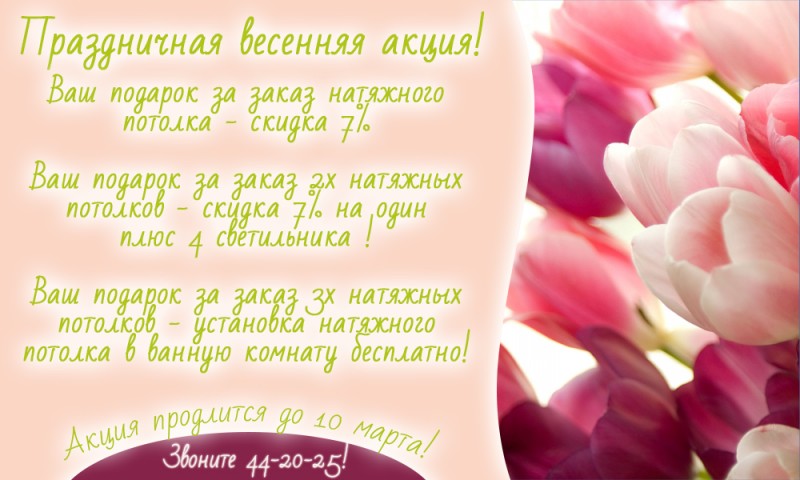 Праздничная весенняя акция!
Ваш подарок за заказ натяжного
потолка - скидка 7%
Ваш подарок за заказ 2х натяжных
потолков - скидка 7% на один
плюс 4 светильника !
Ваш подарок за заказ 3х натяжных
потолков - установка натяжного
потолка в ванную комнату бесплатно!
Акция продлится до 10 марта!
Звоните 44-20-25!